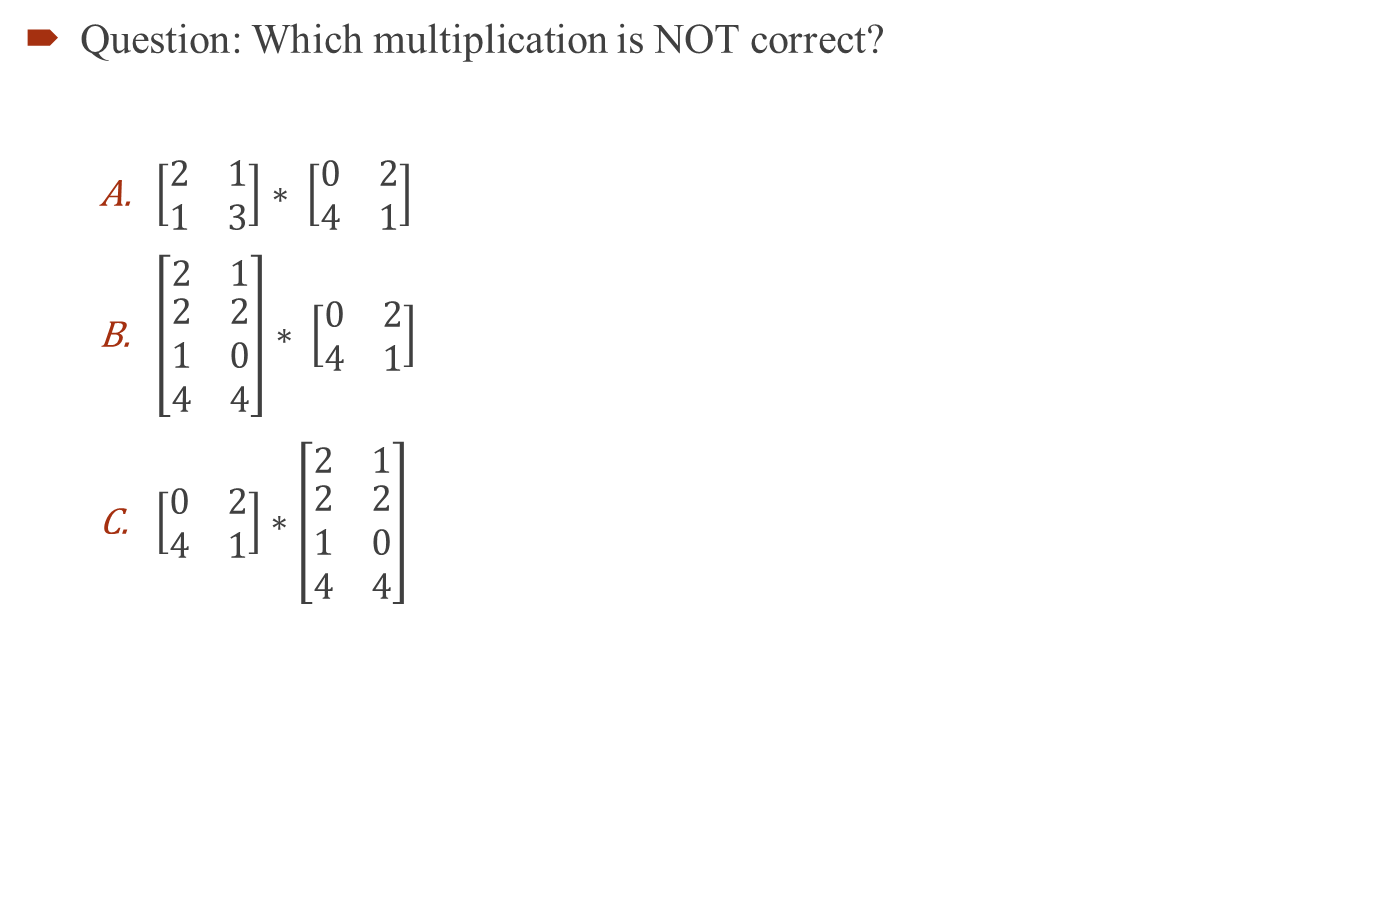 Question: Which multiplication is NOT correct?
A. [2 1
1 3] * [0 2
4 1]
B. [2 1
2 2
1 0
4 4] * [0 2
4 1]
C. [0 2
4 1] * [2 1
2 2
1 0
4 4]